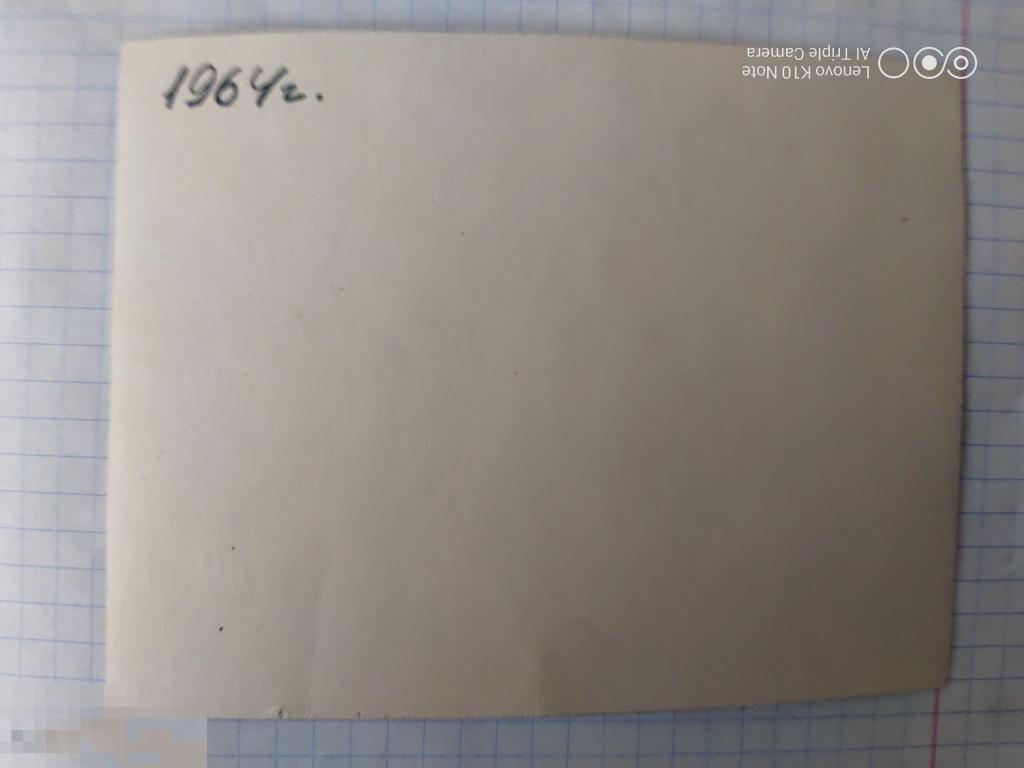 1964г.
Lenovo K10 Note
AI Triple Camera